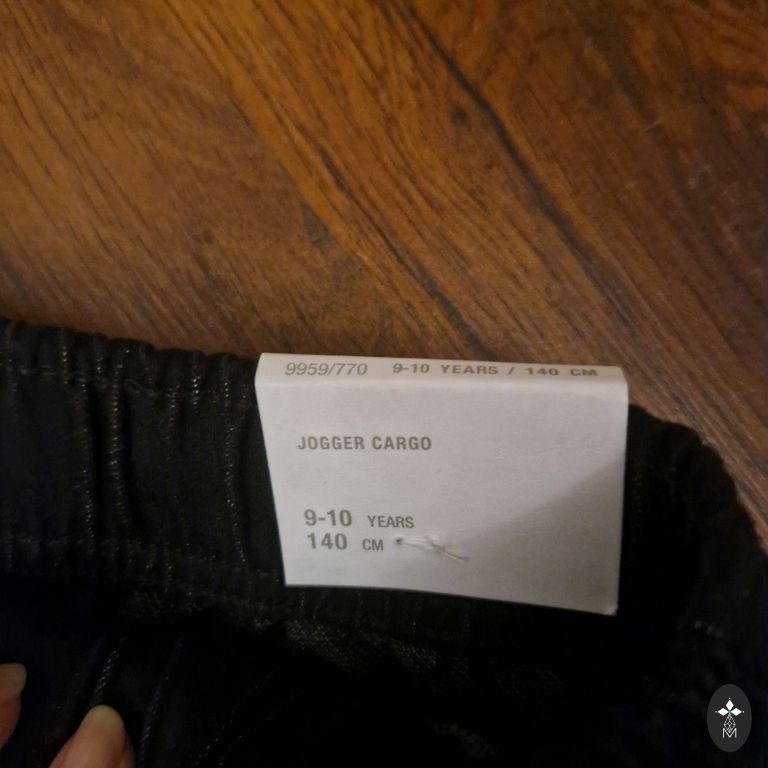 9959/770 9-10 YEARS / 140 CM
JOGGER CARGO
9-10 YEARS
140 CM
M